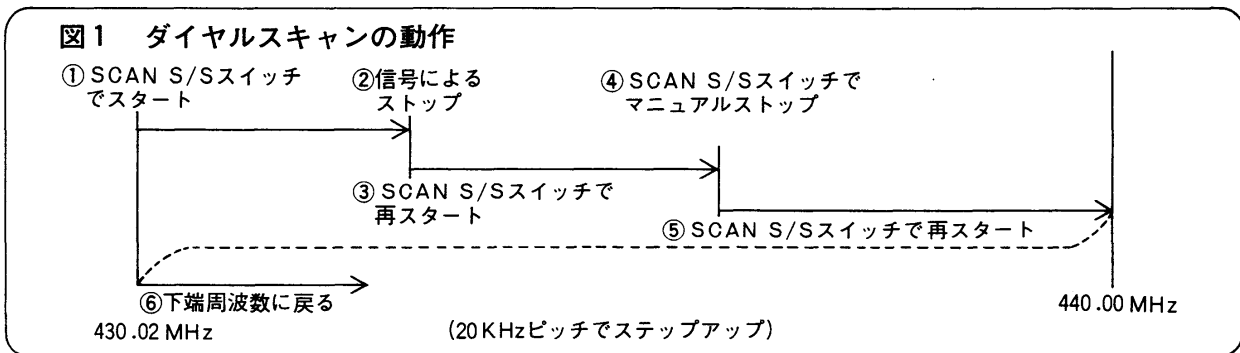 図1 ダイヤルスキャンの動作
①SCAN S/Sスイッチ
でスタート
②信号による
ストップ
④SCAN S/Sスイッチで
マニュアルストップ
③SCAN S/Sスイッチで
再スタート
⑤SCAN S/Sスイッチで再スタート
⑥下端周波数に戻る
430.02 MHz
(20KHzピッチでステップアップ)
440.00 MHz